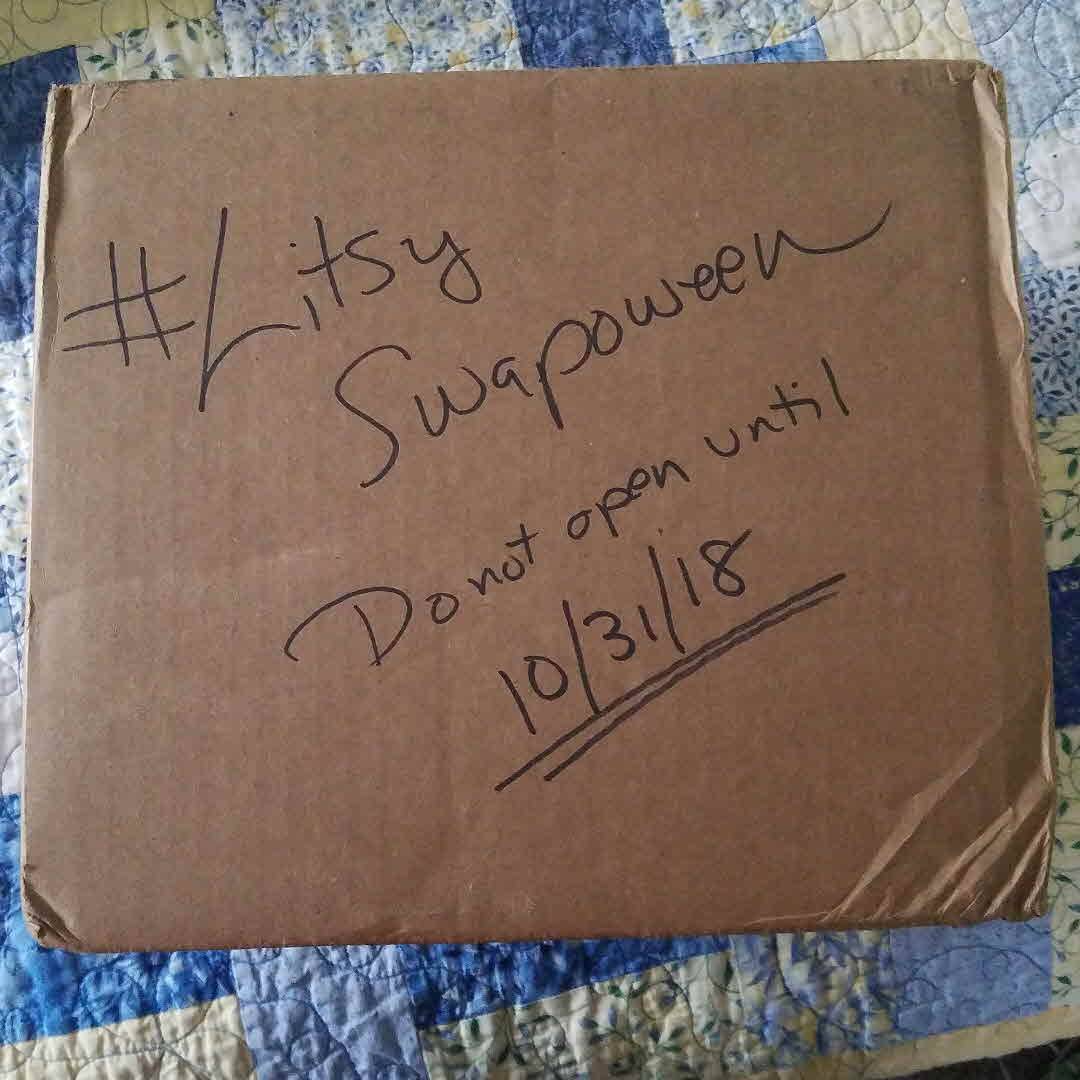 #Litsy
Swapoween
Do not open until
10/31/18